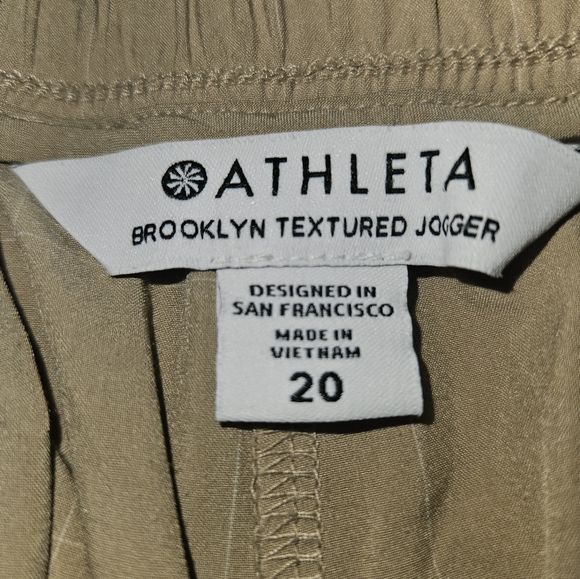 ATHLETA
BROOKLYN TEXTURED JOGGER
DESIGNED IN
SAN FRANCISCO
MADE IN
VIETNAM
20